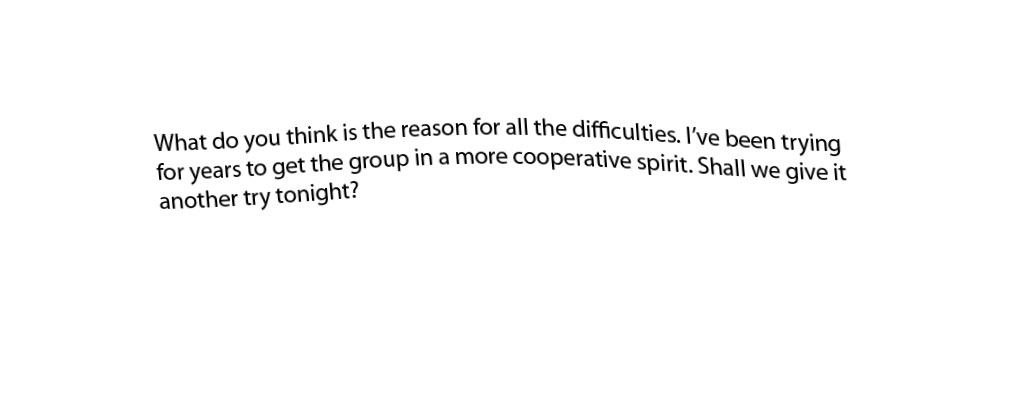 What do you think is the reason for all the difficulties. I've been trying
for years to get the group in a more cooperative spirit. Shall we give it
another try tonight?